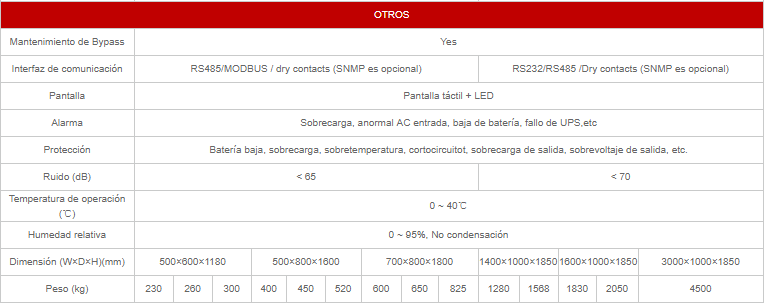 OTROS
Mantenimiento de Bypass Yes
Interfaz de comunicación RS485/MODBUS / dry contacts (SNMP es opcional) RS232/RS485 /Dry contacts (SNMP es opcional)
Pantalla Pantalla táctil + LED
Alarma Sobrecarga, anormal AC entrada, baja de batería, fallo de UPS,etc
Protección Batería baja, sobrecarga, sobretemperatura, cortocircuitot, sobrecarga de salida, sobrevoltaje de salida, etc.
Ruido (dB) < 65 < 70
Temperatura de operación
(℃) 0 ~ 40℃
Humedad relativa 0 ~ 95%, No condensación
Dimensión (W×D×H)(mm) 500×600×1180 500×800×1600 700×800×1800 1400×1000×1850 1600×1000×1850 3000×1000×1850
Peso (kg) 230 260 300 400 450 520 600 650 825 1280 1568 1830 2050 4500